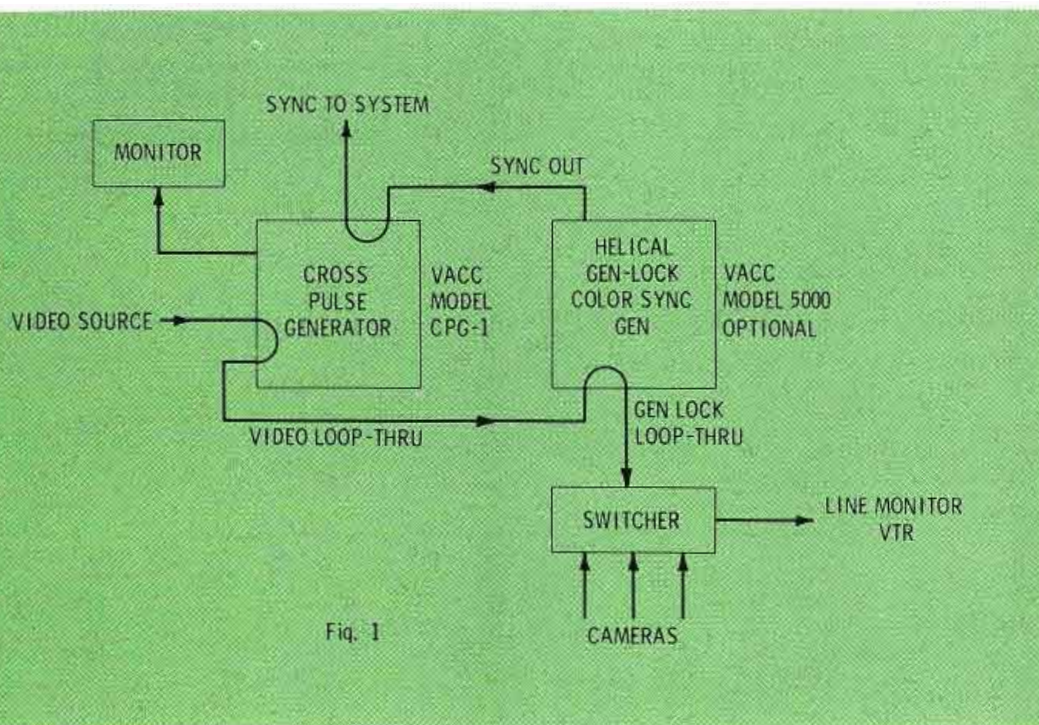 SYNC TO SYSTEM
MONITOR
SYNC OUT
CROSS
PULSE
GENERATOR
VACC
MODEL
CPG-1
HELICAL
GEN-LOCK
COLOR SYNC
GEN
VACC
MODEL 5000
OPTIONAL
VIDEO SOURCE
VIDEO LOOP-THRU
GEN LOCK
LOOP-THRU
SWITCHER
LINE MONITOR
VTR
CAMERAS
Fig. 1